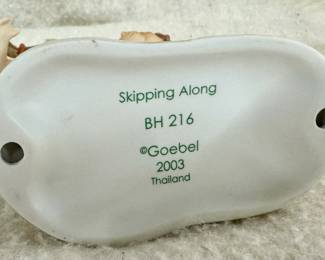 Skipping Along
BH 216
©Goebel
2003
Thailand